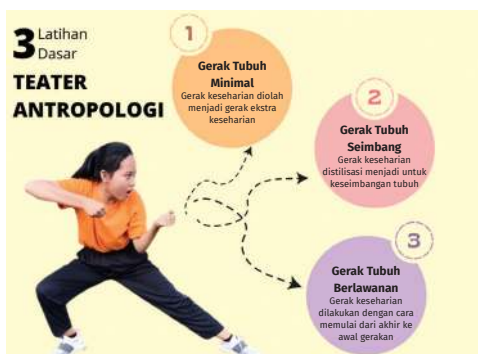 3 Latihan
Dasar
TEATER
ANTROPOLOGI
1
Gerak Tubuh
Minimal
Gerak keseharian diolah
menjadi gerak ekstra
keseharian
2
Gerak Tubuh
Seimbang
Gerak keseharian
distilisasi menjadi untuk
keseimbangan tubuh
3
Gerak Tubuh
Berlawanan
Gerak keseharian
dilakukan dengan cara
memulai dari akhir ke
awal gerakan